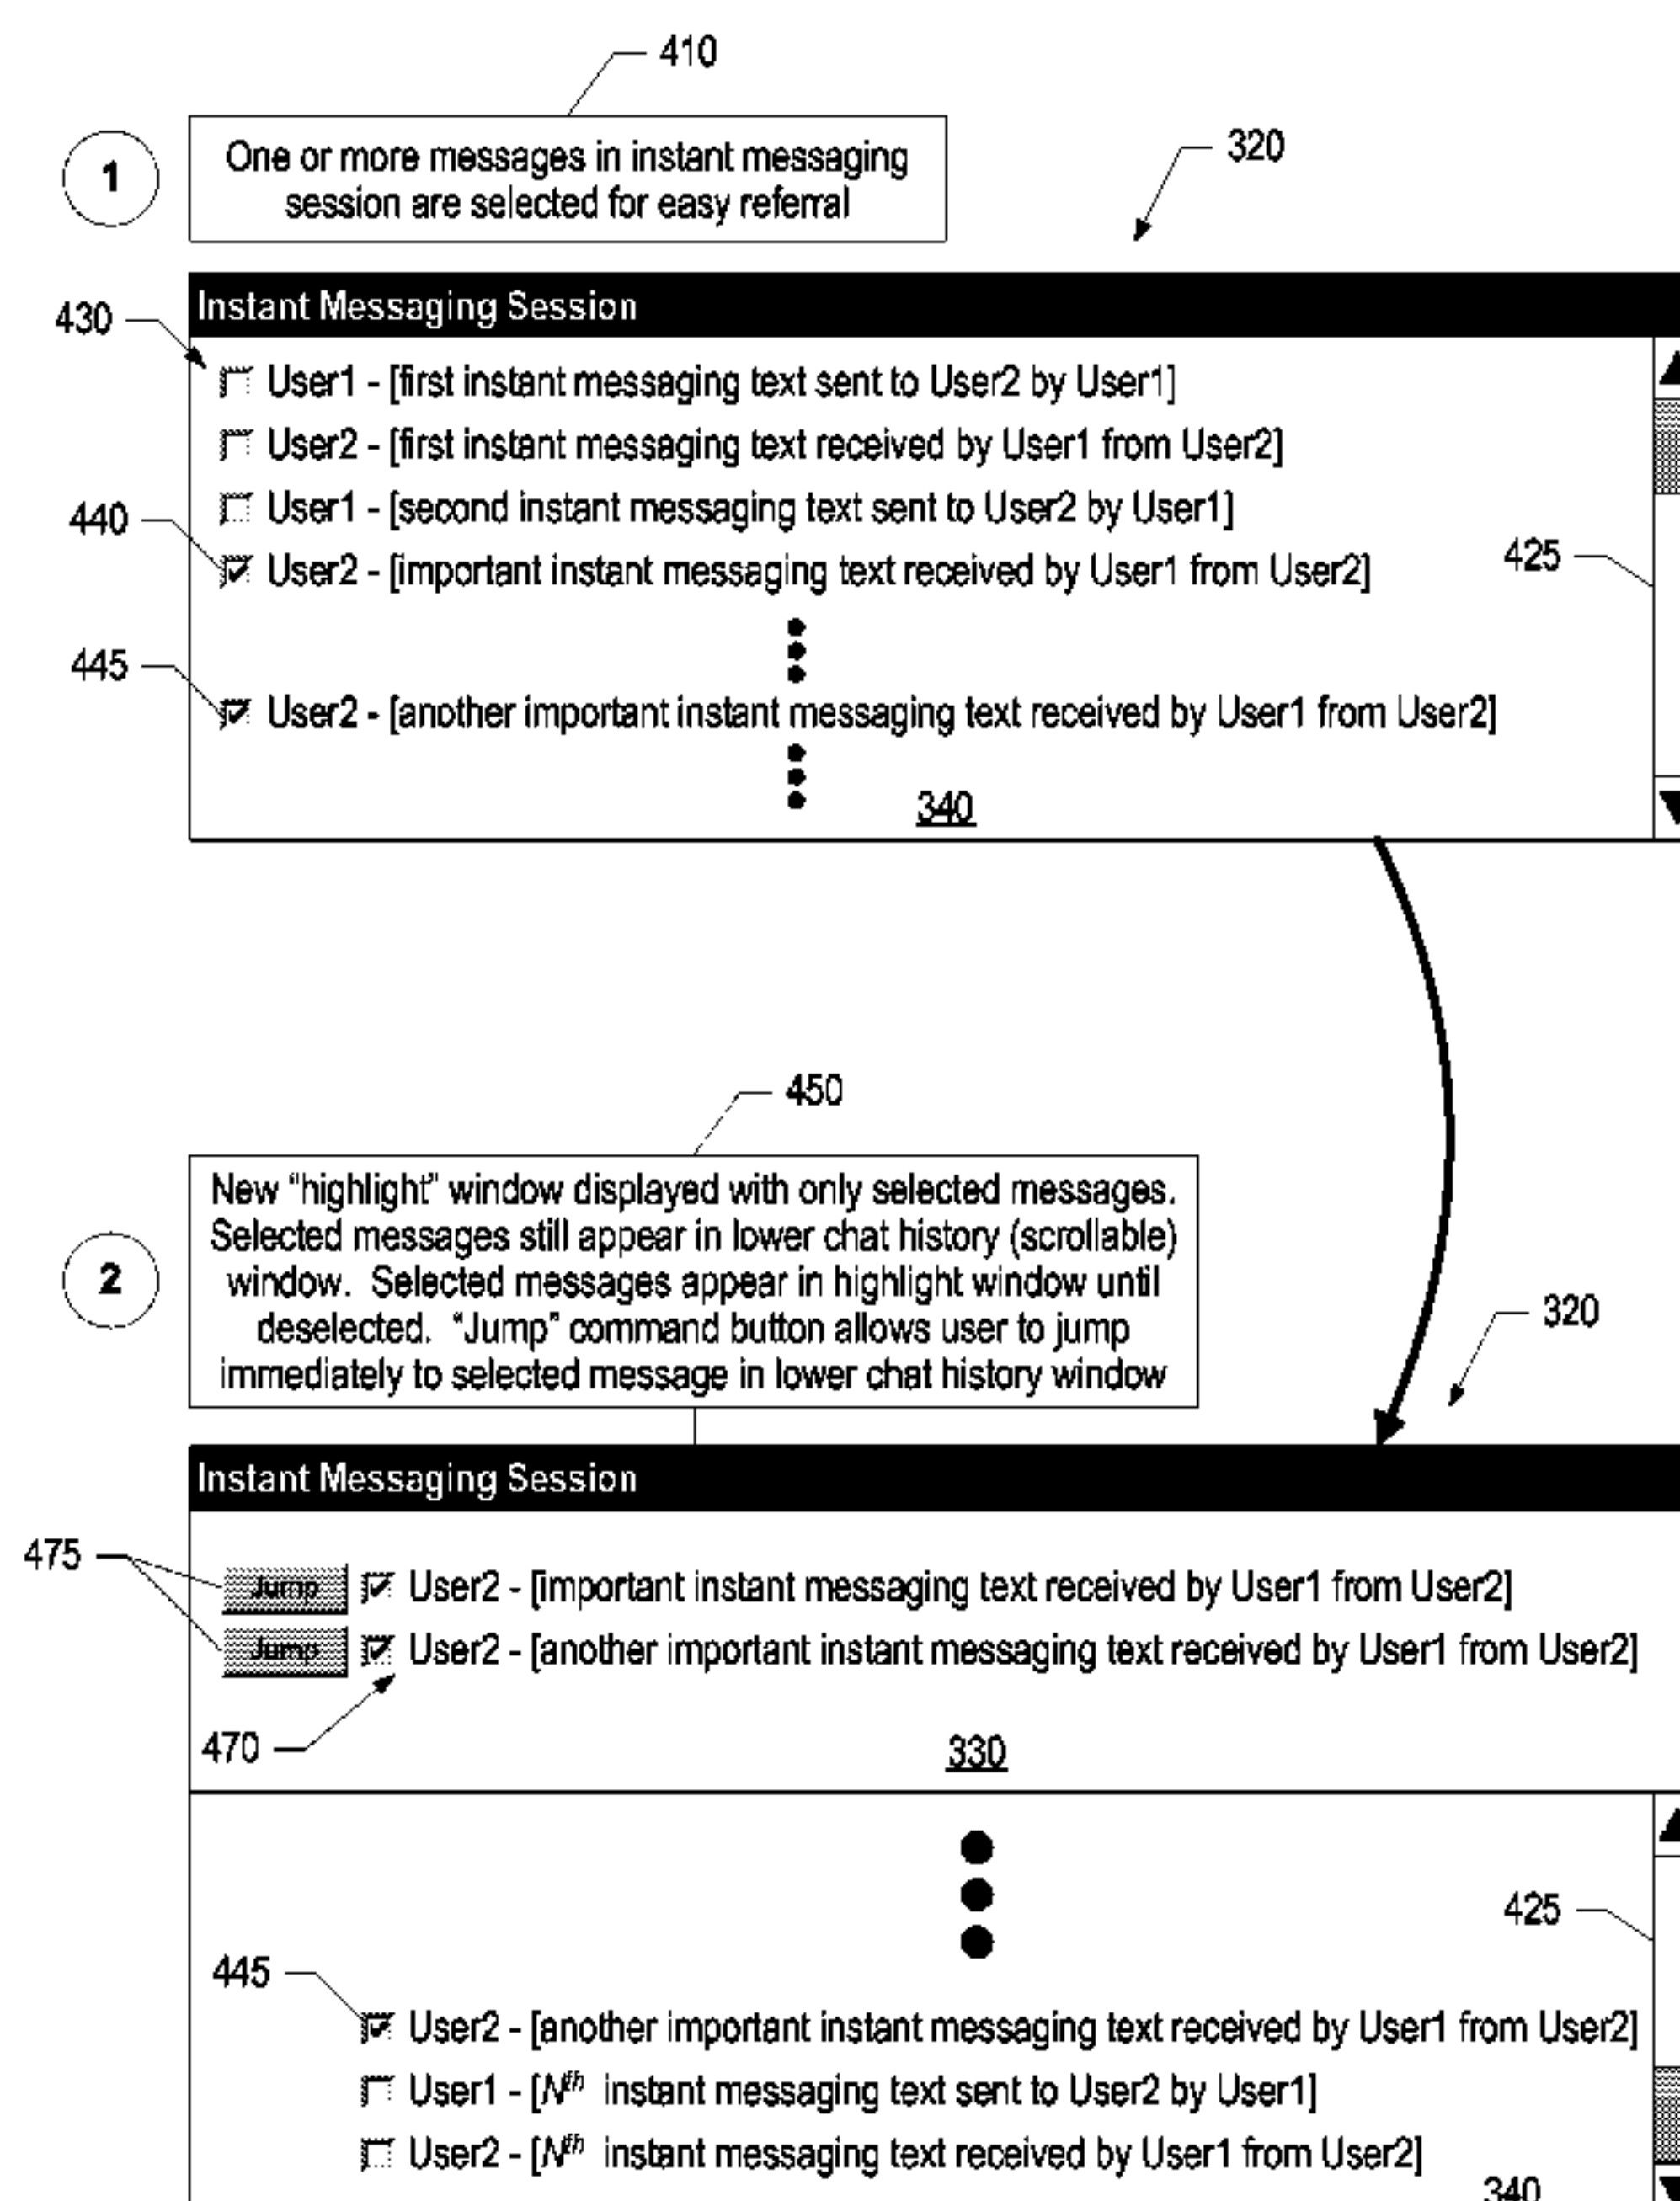 410
1
One or more messages in instant messaging
session are selected for easy referral
320
Instant Messaging Session
430
User1 - [first instant messaging text sent to User2 by User1]
User2 - [first instant messaging text received by User1 from User2]
440
User1 - [second instant messaging text sent to User2 by User1]
User2 - [important instant messaging text received by User1 from User2]
425
445
User2 - [another important instant messaging text received by User1 from User2]
340
450
2
New "highlight" window displayed with only selected messages.
Selected messages still appear in lower chat history (scrollable)
window. Selected messages appear in highlight window until
deselected. "Jump" command button allows user to jump
immediately to selected message in lower chat history window
320
Instant Messaging Session
475
Jump User2 - [important instant messaging text received by User1 from User2]
Jump User2 - [another important instant messaging text received by User1 from User2]
470
330
425
445
User2 - [another important instant messaging text received by User1 from User2]
User1 - [Nth instant messaging text sent to User2 by User1]
User2 - [Nth instant messaging text received by User1 from User2]
340